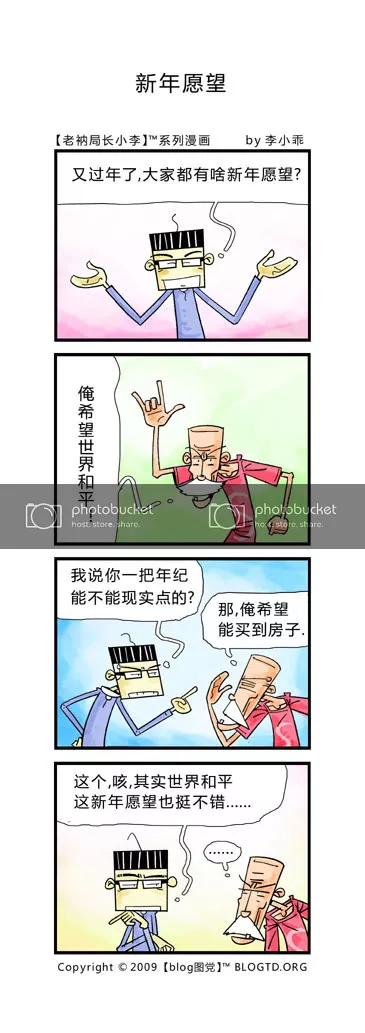 新年愿望
【老衲局长小李】™系列漫画 by 李小乖
又过年了,大家都有啥新年愿望?
俺希望世界和平!
photobucket
host. store. share.
photobucket
host. store. share.
我说你一把年纪
能不能现实点的?
那,俺希望
能买到房子.
这个,咳,其实世界和平
这新年愿望也挺不错......
......
Copyright © 2009【blog图党】™ BLOGTD.ORG